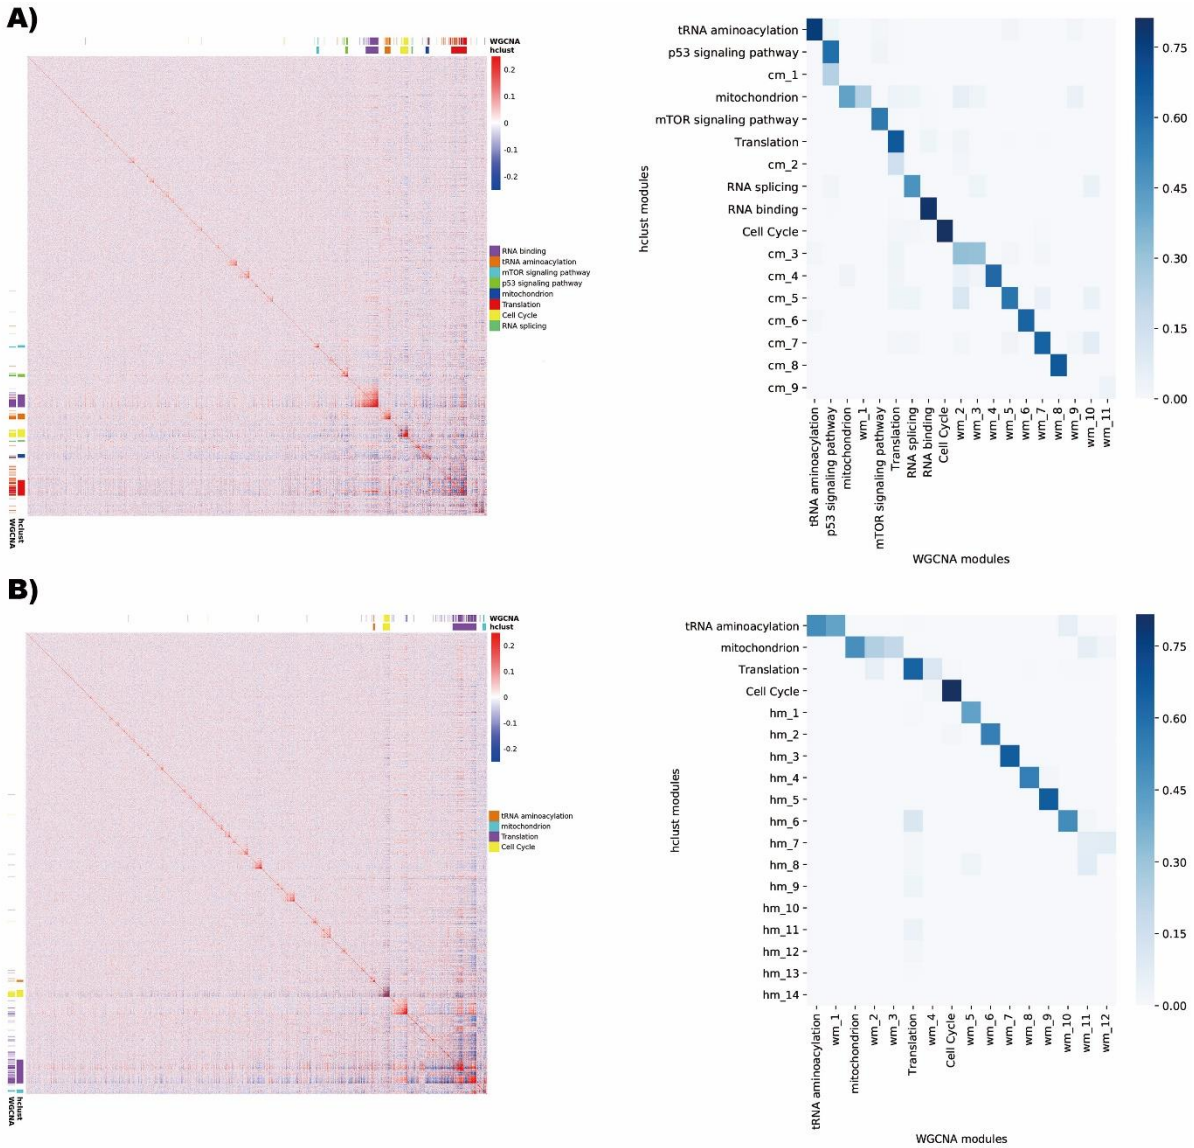 A)
WGCNA
hclust
0.2
0.1
0
-0.1
-0.2
RNA binding
tRNA aminoacylation
mTOR signaling pathway
p53 signaling pathway
mitochondrion
Translation
Cell Cycle
RNA splicing
WGCNA
hclust
hclust modules
tRNA aminoacylation
p53 signaling pathway
cm_1
mitochondrion
mTOR signaling pathway
Translation
cm_2
RNA splicing
RNA binding
Cell Cycle
cm_3
cm_4
cm_5
cm_6
cm_7
cm_8
cm_9
tRNA aminoacylation
p53 signaling pathway
mitochondrion
wm_1
mTOR signaling pathway
Translation
RNA splicing
RNA binding
Cell Cycle
wm_2
wm_3
wm_4
wm_5
wm_6
wm_7
wm_8
wm_9
wm_10
wm_11
WGCNA modules
0.75
0.60
0.45
0.30
0.15
0.00
B)
WGCNA
hclust
0.2
0.1
0
-0.1
-0.2
tRNA aminoacylation
mitochondrion
Translation
Cell Cycle
WGCNA
hclust
hclust modules
tRNA aminoacylation
mitochondrion
Translation
Cell Cycle
hm_1
hm_2
hm_3
hm_4
hm_5
hm_6
hm_7
hm_8
hm_9
hm_10
hm_11
hm_12
hm_13
hm_14
tRNA aminoacylation
wm_1
mitochondrion
wm_2
wm_3
Translation
wm_4
Cell Cycle
wm_5
wm_6
wm_7
wm_8
wm_9
wm_10
wm_11
wm_12
WGCNA modules
0.75
0.60
0.45
0.30
0.15
0.00